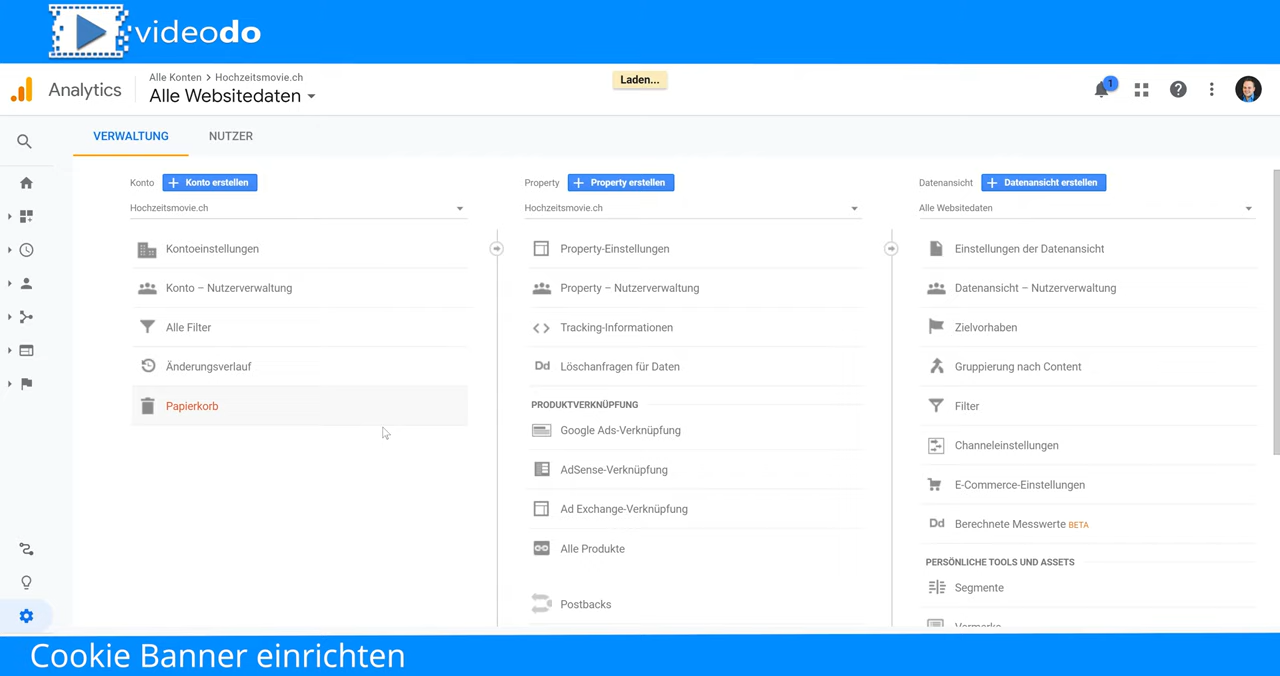 videodo
Alle Konten > Hochzeitsmovie.ch
Analytics
Alle Websitedaten
Laden...
1
VERWALTUNG
NUTZER
Konto
Konto erstellen
Hochzeitsmovie.ch
Kontoeinstellungen
Konto – Nutzerverwaltung
Alle Filter
Änderungsverlauf
Papierkorb
Property
Property erstellen
Hochzeitsmovie.ch
Property-Einstellungen
Property – Nutzerverwaltung
Tracking-Informationen
Dd Löschanfragen für Daten
PRODUKTVERKNÜPFUNG
Google Ads-Verknüpfung
AdSense-Verknüpfung
Ad Exchange-Verknüpfung
Alle Produkte
Postbacks
Datenansicht
Datenansicht erstellen
Alle Websitedaten
Einstellungen der Datenansicht
Datenansicht – Nutzerverwaltung
Zielvorhaben
Gruppierung nach Content
Filter
Channeleinstellungen
E-Commerce-Einstellungen
Dd Berechnete Messwerte BETA
PERSÖNLICHE TOOLS UND ASSETS
Segmente
Vermerke
Cookie Banner einrichten